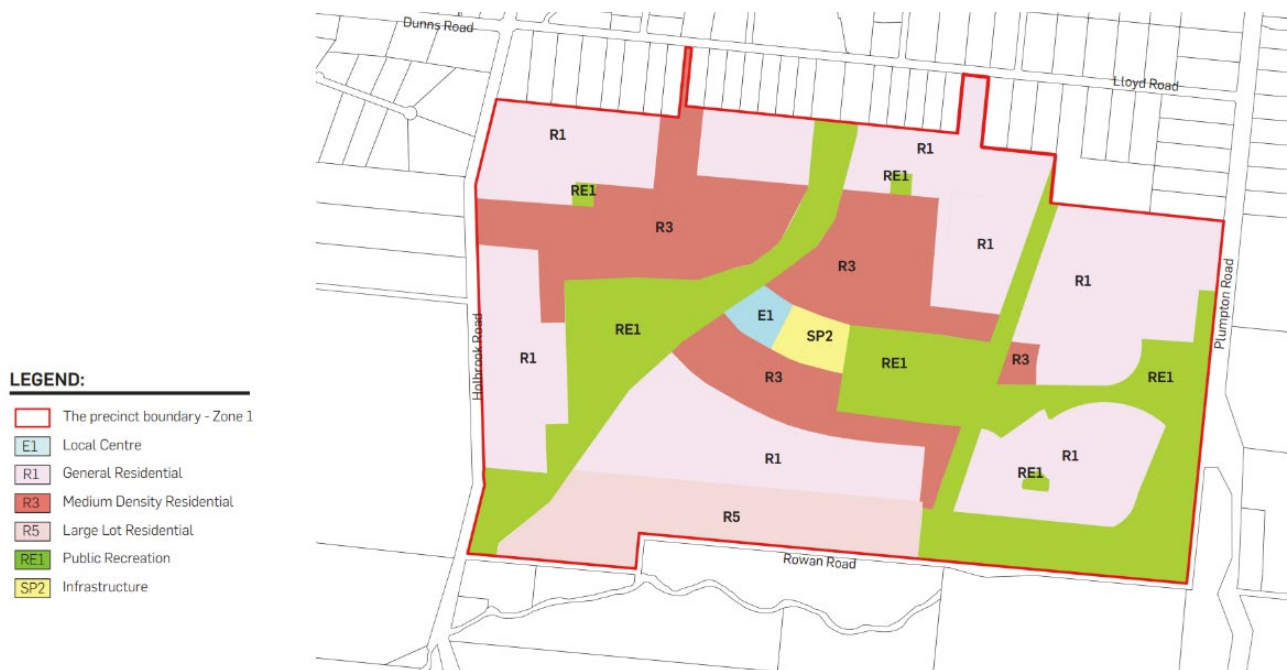 Dunns Road
Lloyd Road
R1
R1
RE1
RE1
R3
R1
R3
R1
Plumpton Road
E1
RE1
SP2
Holbrook Road
R1
RE1
R3
RE1
R3
R1
R1
RE1
R5
Rowan Road
LEGEND:
The precinct boundary - Zone 1
E1 Local Centre
R1 General Residential
R3 Medium Density Residential
R5 Large Lot Residential
RE1 Public Recreation
SP2 Infrastructure